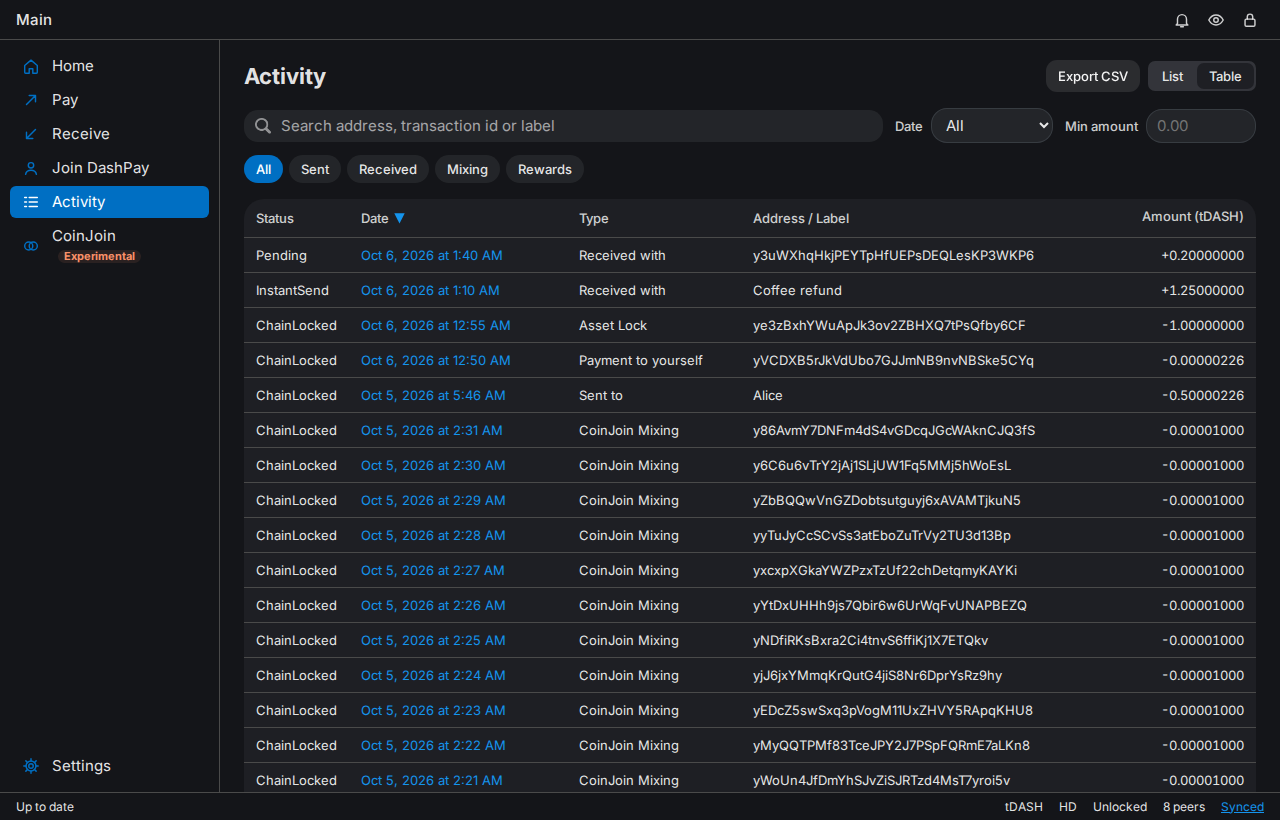 Main
Home
Pay
Receive
Join DashPay
Activity
CoinJoin
Experimental
Settings
Activity
Export CSV
List
Table
Search address, transaction id or label
Date
All
Min amount
0.00
All
Sent
Received
Mixing
Rewards
Status Date ▼ Type Address / Label Amount (tDASH)
Pending Oct 6, 2026 at 1:40 AM Received with y3uWXhqHkjPEYTpHfUEPsDEQLesKP3WKP6 +0.20000000
InstantSend Oct 6, 2026 at 1:10 AM Received with Coffee refund +1.25000000
ChainLocked Oct 6, 2026 at 12:55 AM Asset Lock ye3zBxhYWuApJk3ov2ZBHXQ7tPsQfby6CF -1.00000000
ChainLocked Oct 6, 2026 at 12:50 AM Payment to yourself yVCDXB5rJkVdUbo7GJJmNB9nvNBSke5CYq -0.00000226
ChainLocked Oct 5, 2026 at 5:46 AM Sent to Alice -0.50000226
ChainLocked Oct 5, 2026 at 2:31 AM CoinJoin Mixing y86AvmY7DNFm4dS4vGDcqJGcWAknCJQ3fS -0.00001000
ChainLocked Oct 5, 2026 at 2:30 AM CoinJoin Mixing y6C6u6vTrY2jAj1SLjUW1Fq5MMj5hWoEsL -0.00001000
ChainLocked Oct 5, 2026 at 2:29 AM CoinJoin Mixing yZbBQQwVnGZDobtsutguyj6xAVAMTjkuN5 -0.00001000
ChainLocked Oct 5, 2026 at 2:28 AM CoinJoin Mixing yyTuJyCcSCvSs3atEboZuTrVy2TU3d13Bp -0.00001000
ChainLocked Oct 5, 2026 at 2:27 AM CoinJoin Mixing yxcxpXGkaYWZPzxTzUf22chDetqmyKAYKi -0.00001000
ChainLocked Oct 5, 2026 at 2:26 AM CoinJoin Mixing yYtDxUHHh9js7Qbir6w6UrWqFvUNAPBEZQ -0.00001000
ChainLocked Oct 5, 2026 at 2:25 AM CoinJoin Mixing yNDfiRKsBxra2Ci4tnvS6ffiKj1X7ETQkv -0.00001000
ChainLocked Oct 5, 2026 at 2:24 AM CoinJoin Mixing yjJ6jxYMmqKrQutG4jiS8Nr6DprYsRz9hy -0.00001000
ChainLocked Oct 5, 2026 at 2:23 AM CoinJoin Mixing yEDcZ5swSxq3pVogM11UxZHVY5RApqKHU8 -0.00001000
ChainLocked Oct 5, 2026 at 2:22 AM CoinJoin Mixing yMyQQTPMf83TceJPY2J7PSpFQRmE7aLKn8 -0.00001000
ChainLocked Oct 5, 2026 at 2:21 AM CoinJoin Mixing yWoUn4JfDmYhSJvZiSJRTzd4MsT7yroi5v -0.00001000
Up to date
tDASH HD Unlocked 8 peers Synced